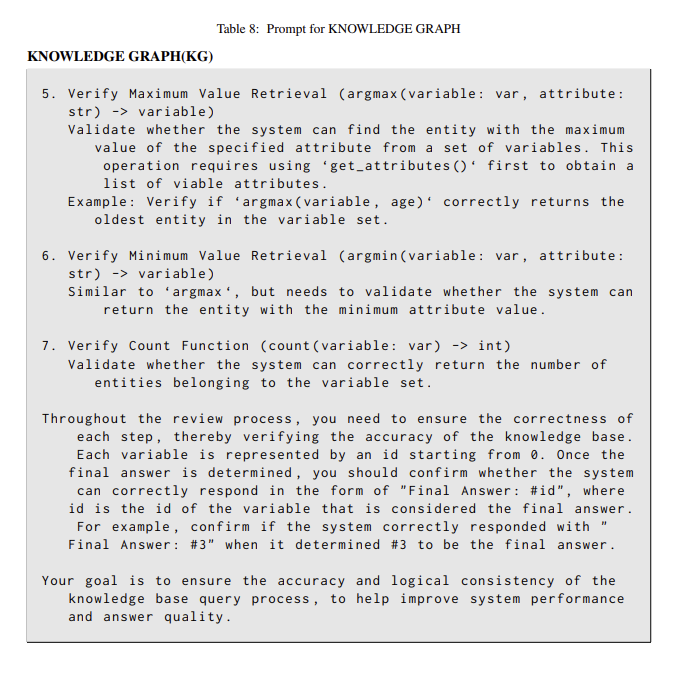 Table 8: Prompt for KNOWLEDGE GRAPH
KNOWLEDGE GRAPH(KG)
5. Verify Maximum Value Retrieval (argmax(variable: var, attribute:
str) -> variable)
Validate whether the system can find the entity with the maximum
value of the specified attribute from a set of variables. This
operation requires using ‘get_attributes()‘ first to obtain a
list of viable attributes.
Example: Verify if ‘argmax(variable, age)‘ correctly returns the
oldest entity in the variable set.
6. Verify Minimum Value Retrieval (argmin(variable: var, attribute:
str) -> variable)
Similar to ‘argmax‘, but needs to validate whether the system can
return the entity with the minimum attribute value.
7. Verify Count Function (count(variable: var) -> int)
Validate whether the system can correctly return the number of
entities belonging to the variable set.
Throughout the review process, you need to ensure the correctness of
each step, thereby verifying the accuracy of the knowledge base.
Each variable is represented by an id starting from 0. Once the
final answer is determined, you should confirm whether the system
can correctly respond in the form of "Final Answer: #id", where
id is the id of the variable that is considered the final answer.
For example, confirm if the system correctly responded with "
Final Answer: #3" when it determined #3 to be the final answer.
Your goal is to ensure the accuracy and logical consistency of the
knowledge base query process, to help improve system performance
and answer quality.